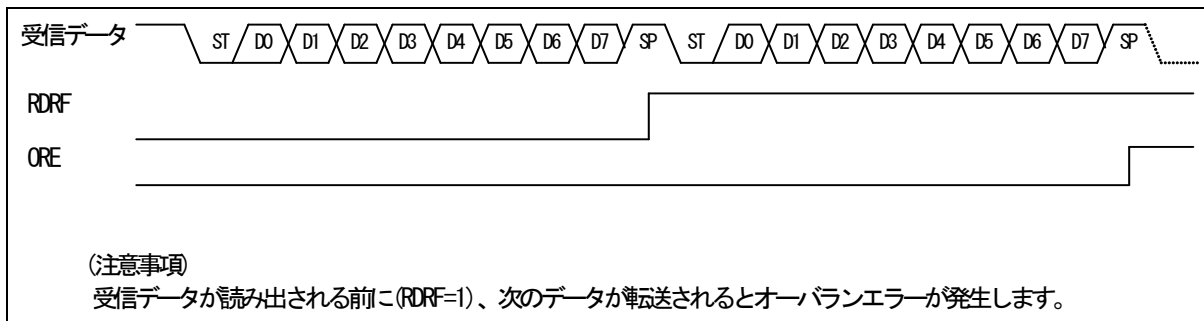 受信データ ST D0 D1 D2 D3 D4 D5 D6 D7 SP ST D0 D1 D2 D3 D4 D5 D6 D7 SP
RDRF
ORE
(注意事項)
受信データが読み出される前に(RDRF=1)、次のデータが転送されるとオーバランエラーが発生します。